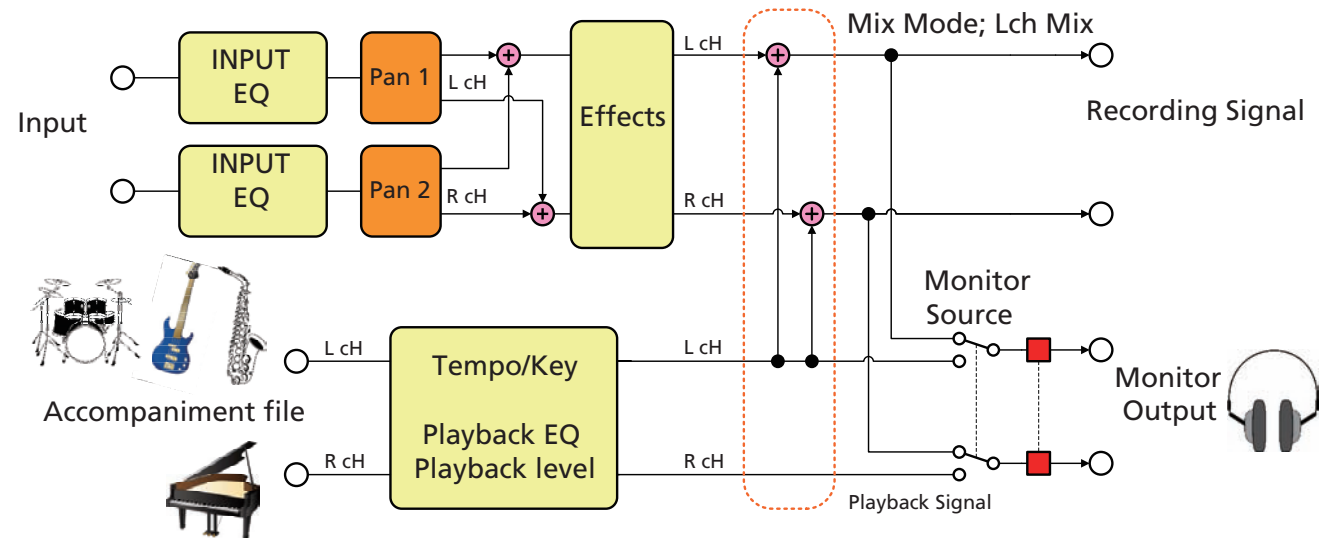 Mix Mode; Lch Mix
Input
INPUT
EQ
Pan 1
L cH
INPUT
EQ
Pan 2
R cH
Effects
L cH
R cH
Recording Signal
Accompaniment file
L cH
R cH
Tempo/Key
Playback EQ
Playback level
L cH
R cH
Monitor
Source
Playback Signal
Monitor
Output